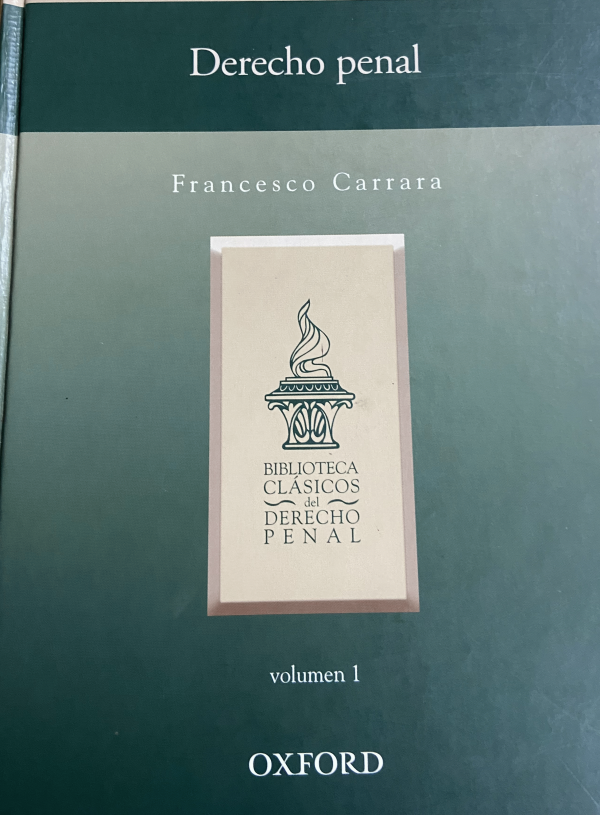 Derecho penal
Francesco Carrara
BIBLIOTECA
CLÁSICOS
del
DERECHO
PENAL
volumen 1
OXFORD